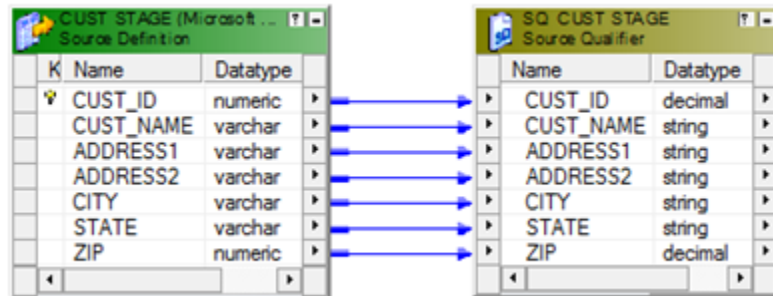 CUST STAGE (Microsoft ...
Source Definition
K Name Datatype
CUST_ID numeric
CUST_NAME varchar
ADDRESS1 varchar
ADDRESS2 varchar
CITY varchar
STATE varchar
ZIP numeric
SQ CUST STAGE
Source Qualifier
Name Datatype
CUST_ID decimal
CUST_NAME string
ADDRESS1 string
ADDRESS2 string
CITY string
STATE string
ZIP decimal